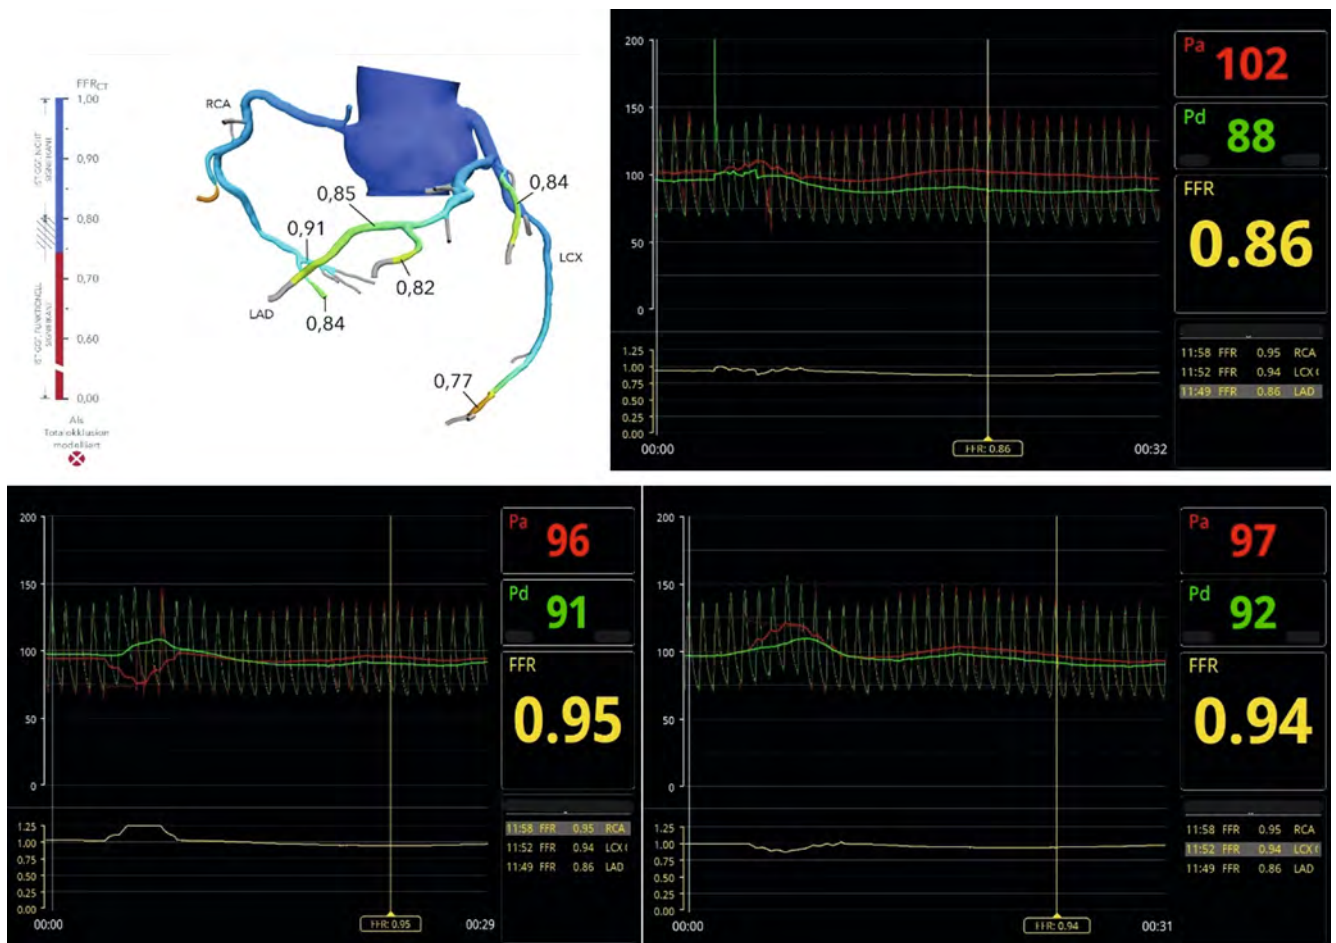 FFRCT
1,00
0,90
0,80
0,70
0,60
0,00
Als
Totalokklusion
modelliert
RCA
0,85
0,91
0,84
LAD
0,84
0,82
LCX
0,77
200
150
100
50
0
1.25
1.00
0.75
0.50
0.25
0.00
00:00
FFR: 0.86
00:32
Pa 102
Pd 88
FFR
0.86
11:58 FFR 0.95 RCA
11:52 FFR 0.94 LCX (
11:49 FFR 0.86 LAD
200
150
100
50
0
1.25
1.00
0.75
0.50
0.25
0.00
00:00
FFR: 0.95
00:29
Pa 96
Pd 91
FFR
0.95
11:58 FFR 0.95 RCA
11:52 FFR 0.94 LCX (
11:49 FFR 0.86 LAD
200
150
100
50
0
1.25
1.00
0.75
0.50
0.25
0.00
00:00
FFR: 0.94
00:31
Pa 97
Pd 92
FFR
0.94
11:58 FFR 0.95 RCA
11:52 FFR 0.94 LCX (
11:49 FFR 0.86 LAD